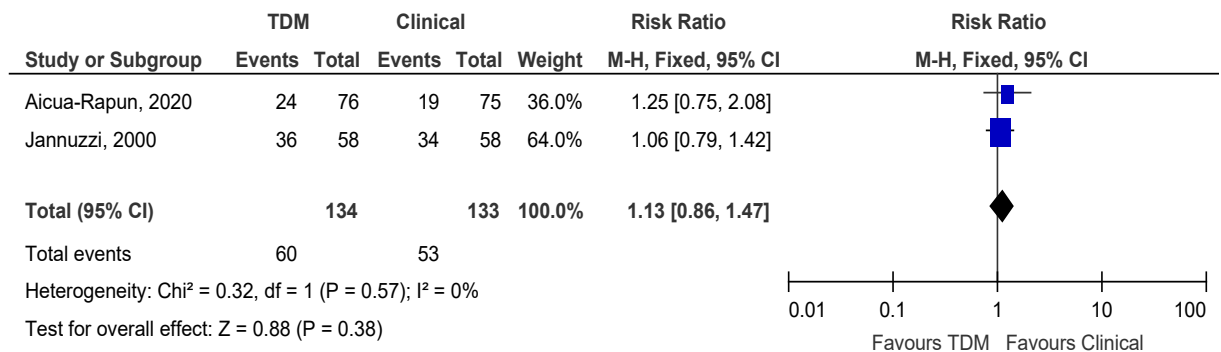 TDM Clinical Risk Ratio Risk Ratio
Study or Subgroup Events Total Events Total Weight M-H, Fixed, 95% CI M-H, Fixed, 95% CI
Aicua-Rapun, 2020 24 76 19 75 36.0% 1.25 [0.75, 2.08]
Jannuzzi, 2000 36 58 34 58 64.0% 1.06 [0.79, 1.42]
Total (95% CI) 134 133 100.0% 1.13 [0.86, 1.47]
Total events 60 53
Heterogeneity: Chi² = 0.32, df = 1 (P = 0.57); I² = 0%
Test for overall effect: Z = 0.88 (P = 0.38)
0.01 0.1 1 10 100
Favours TDM Favours Clinical